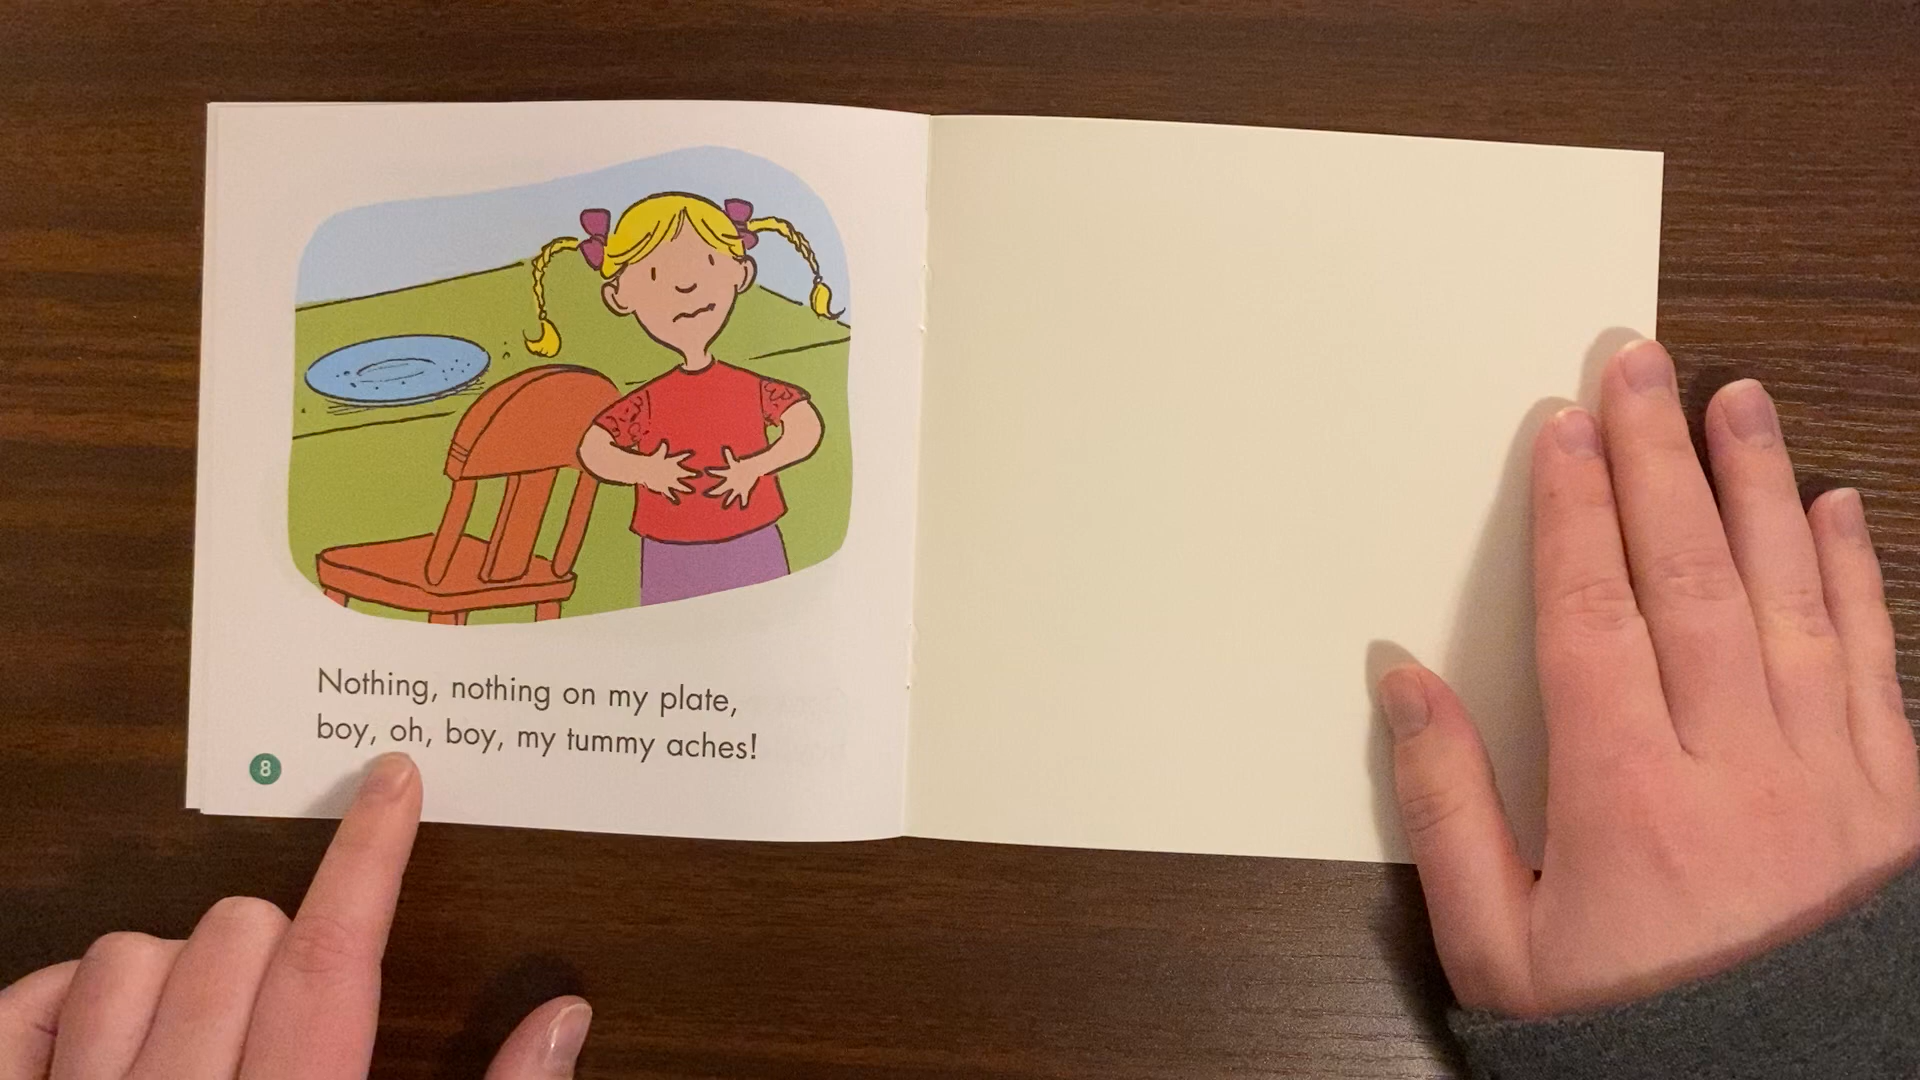 Nothing, nothing on my plate,
boy, oh, boy, my tummy aches!
8